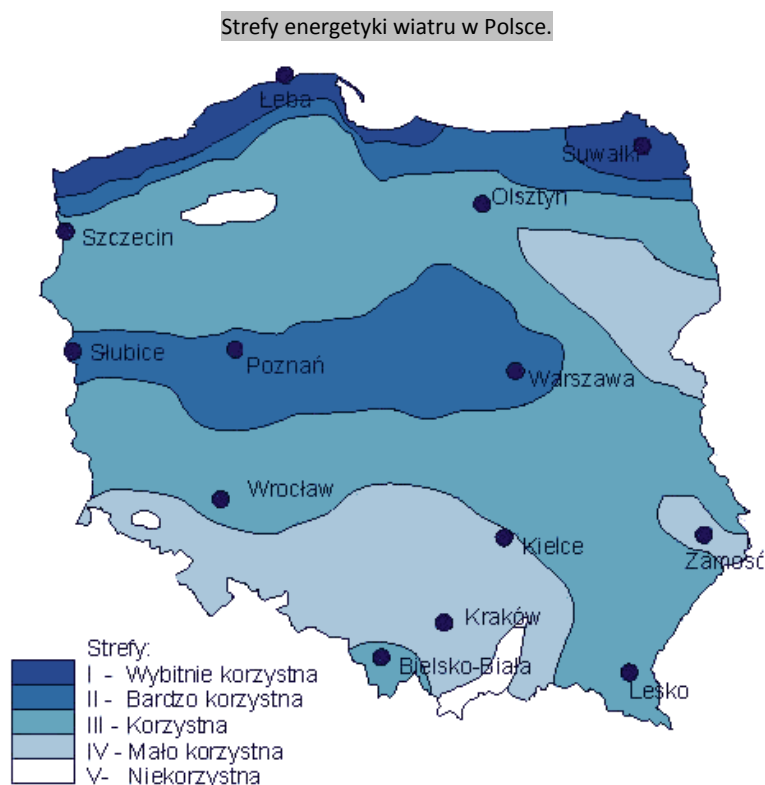 Strefy energetyki wiatru w Polsce.
Łeba
Suwałki
Olsztyn
Szczecin
Słubice
Poznań
Warszawa
Wrocław
Kielce
Zamość
Kraków
Bielsko-Biała
Lesko
Strefy:
I - Wybitnie korzystna
II - Bardzo korzystna
III - Korzystna
IV - Mało korzystna
V- Niekorzystna